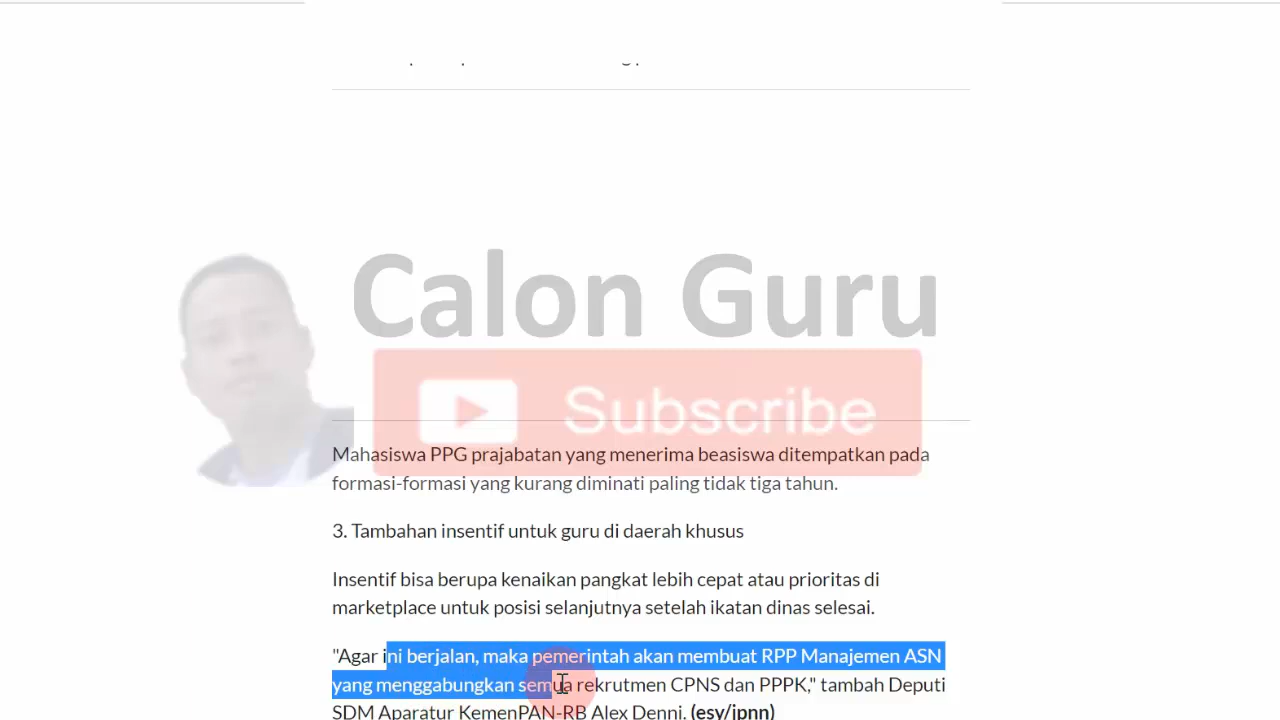 Calon Guru
Subscribe
Mahasiswa PPG prajabatan yang menerima beasiswa ditempatkan pada
formasi-formasi yang kurang diminati paling tidak tiga tahun.
3. Tambahan insentif untuk guru di daerah khusus
Insentif bisa berupa kenaikan pangkat lebih cepat atau prioritas di
marketplace untuk posisi selanjutnya setelah ikatan dinas selesai.
"Agar ini berjalan, maka pemerintah akan membuat RPP Manajemen ASN
yang menggabungkan semua rekrutmen CPNS dan PPPK," tambah Deputi
SDM Aparatur KemenPAN-RB Alex Denni. (esy/jpnn)